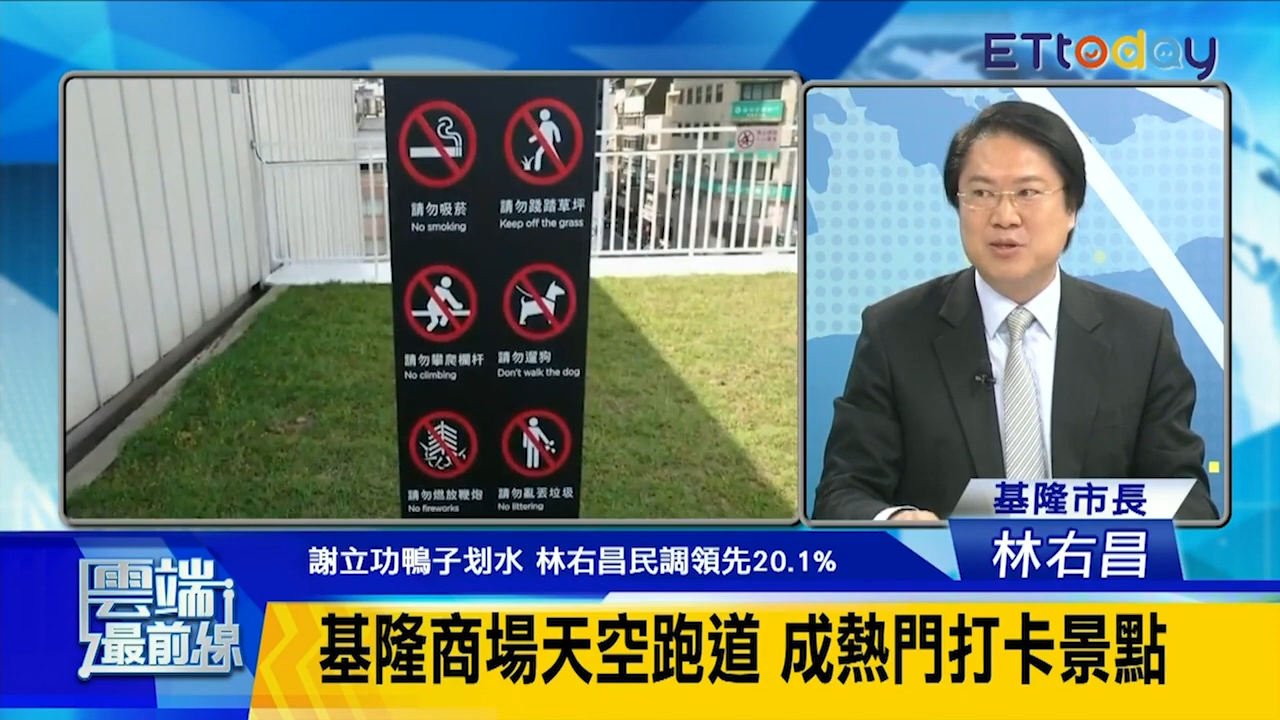 ETtoday
請勿吸菸
No smoking
請勿踐踏草坪
Keep off the grass
請勿攀爬欄杆
No climbing
請勿遛狗
Don't walk the dog
請勿燃放鞭炮
No fireworks
請勿亂丟垃圾
No littering
基隆市長
林右昌
謝立功鴨子划水 林右昌民調領先20.1%
雲端
最前線
基隆商場天空跑道 成熱門打卡景點